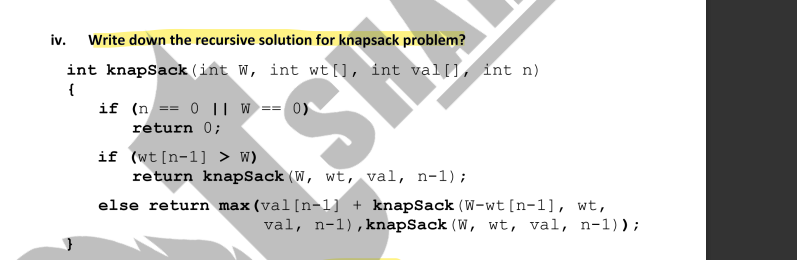 iv. Write down the recursive solution for knapsack problem?
int knapSack(int W, int wt[], int val[], int n)
{
if (n == 0 || W == 0)
return 0;
if (wt[n-1] > W)
return knapSack(W, wt, val, n-1);
else return max(val[n-1] + knapSack(W-wt[n-1], wt,
val, n-1),knapSack(W, wt, val, n-1));
}